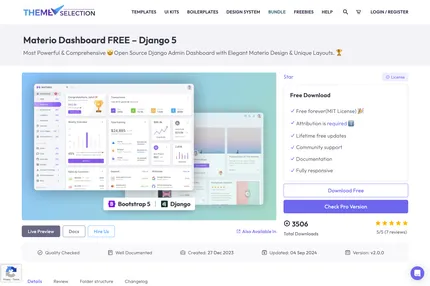 THEMESELECTION
TEMPLATES UI KITS BOILERPLATES DESIGN SYSTEM BUNDLE FREEBIES HELP LOGIN / REGISTER
Materio Dashboard FREE – Django 5
Most Powerful & Comprehensive 🤩 Open Source Django Admin Dashboard with Elegant Materio Design & Unique Layouts. 🏆
Star
License
Free Download
Free forever(MIT License) 🎉
Attribution is required ℹ️
Lifetime free updates
Community support
Documentation
Fully responsive
Bootstrap 5 Django
Download Free
Check Pro Version
Live Preview Docs Hire Us Also Available in
3506
Total Downloads
5/5 (7 reviews)
Quality Checked Well Documented Created: 27 Dec 2023 Updated: 04 Sep 2024 Version: v2.0.0
Details Review Folder structure Changelog